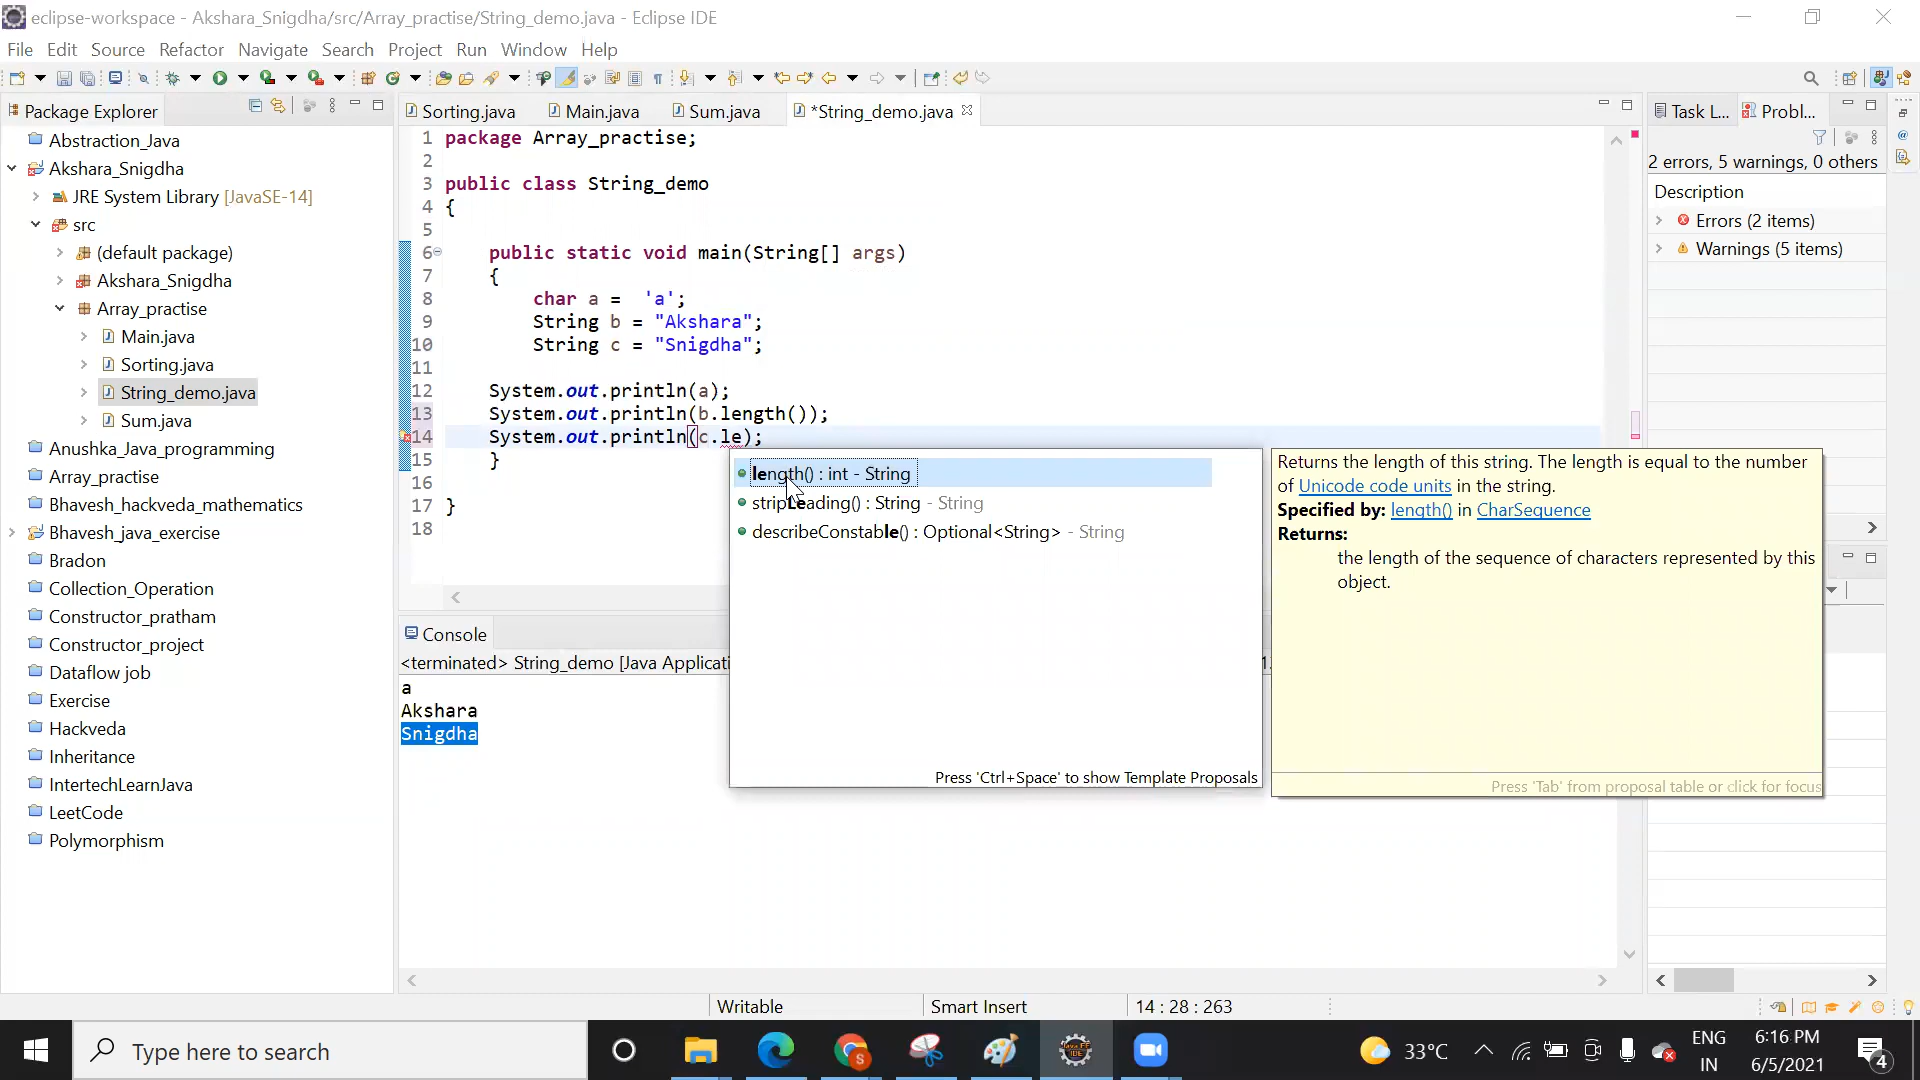 eclipse-workspace - Akshara_Snigdha/src/Array_practise/String_demo.java - Eclipse IDE
File Edit Source Refactor Navigate Search Project Run Window Help
Package Explorer
Abstraction_Java
Akshara_Snigdha
JRE System Library [JavaSE-14]
src
(default package)
Akshara_Snigdha
Array_practise
Main.java
Sorting.java
String_demo.java
Sum.java
Anushka_Java_programming
Array_practise
Bhavesh_hackveda_mathematics
Bhavesh_java_exercise
Bradon
Collection_Operation
Constructor_pratham
Constructor_project
Dataflow job
Exercise
Hackveda
Inheritance
IntertechLearnJava
LeetCode
Polymorphism
Sorting.java Main.java Sum.java *String_demo.java
1 package Array_practise;
2
3 public class String_demo
4 {
5
6 public static void main(String[] args)
7 {
8 char a =  'a';
9 String b = "Akshara";
10 String c = "Snigdha";
11
12 System.out.println(a);
13 System.out.println(b.length());
14 System.out.println(c.le);
15 }
16
17 }
18
length() : int - String
stripLeading() : String - String
describeConstable() : Optional<String> - String
Press 'Ctrl+Space' to show Template Proposals
Returns the length of this string. The length is equal to the number
of Unicode code units in the string.
Specified by: length() in CharSequence
Returns:
the length of the sequence of characters represented by this
object.
Press 'Tab' from proposal table or click for focus
Console
<terminated> String_demo [Java Applicati
a
Akshara
Snigdha
Task L... Probl...
2 errors, 5 warnings, 0 others
Description
Errors (2 items)
Warnings (5 items)
Writable Smart Insert 14 : 28 : 263
Type here to search
33°C
ENG
IN
6:16 PM
6/5/2021
4